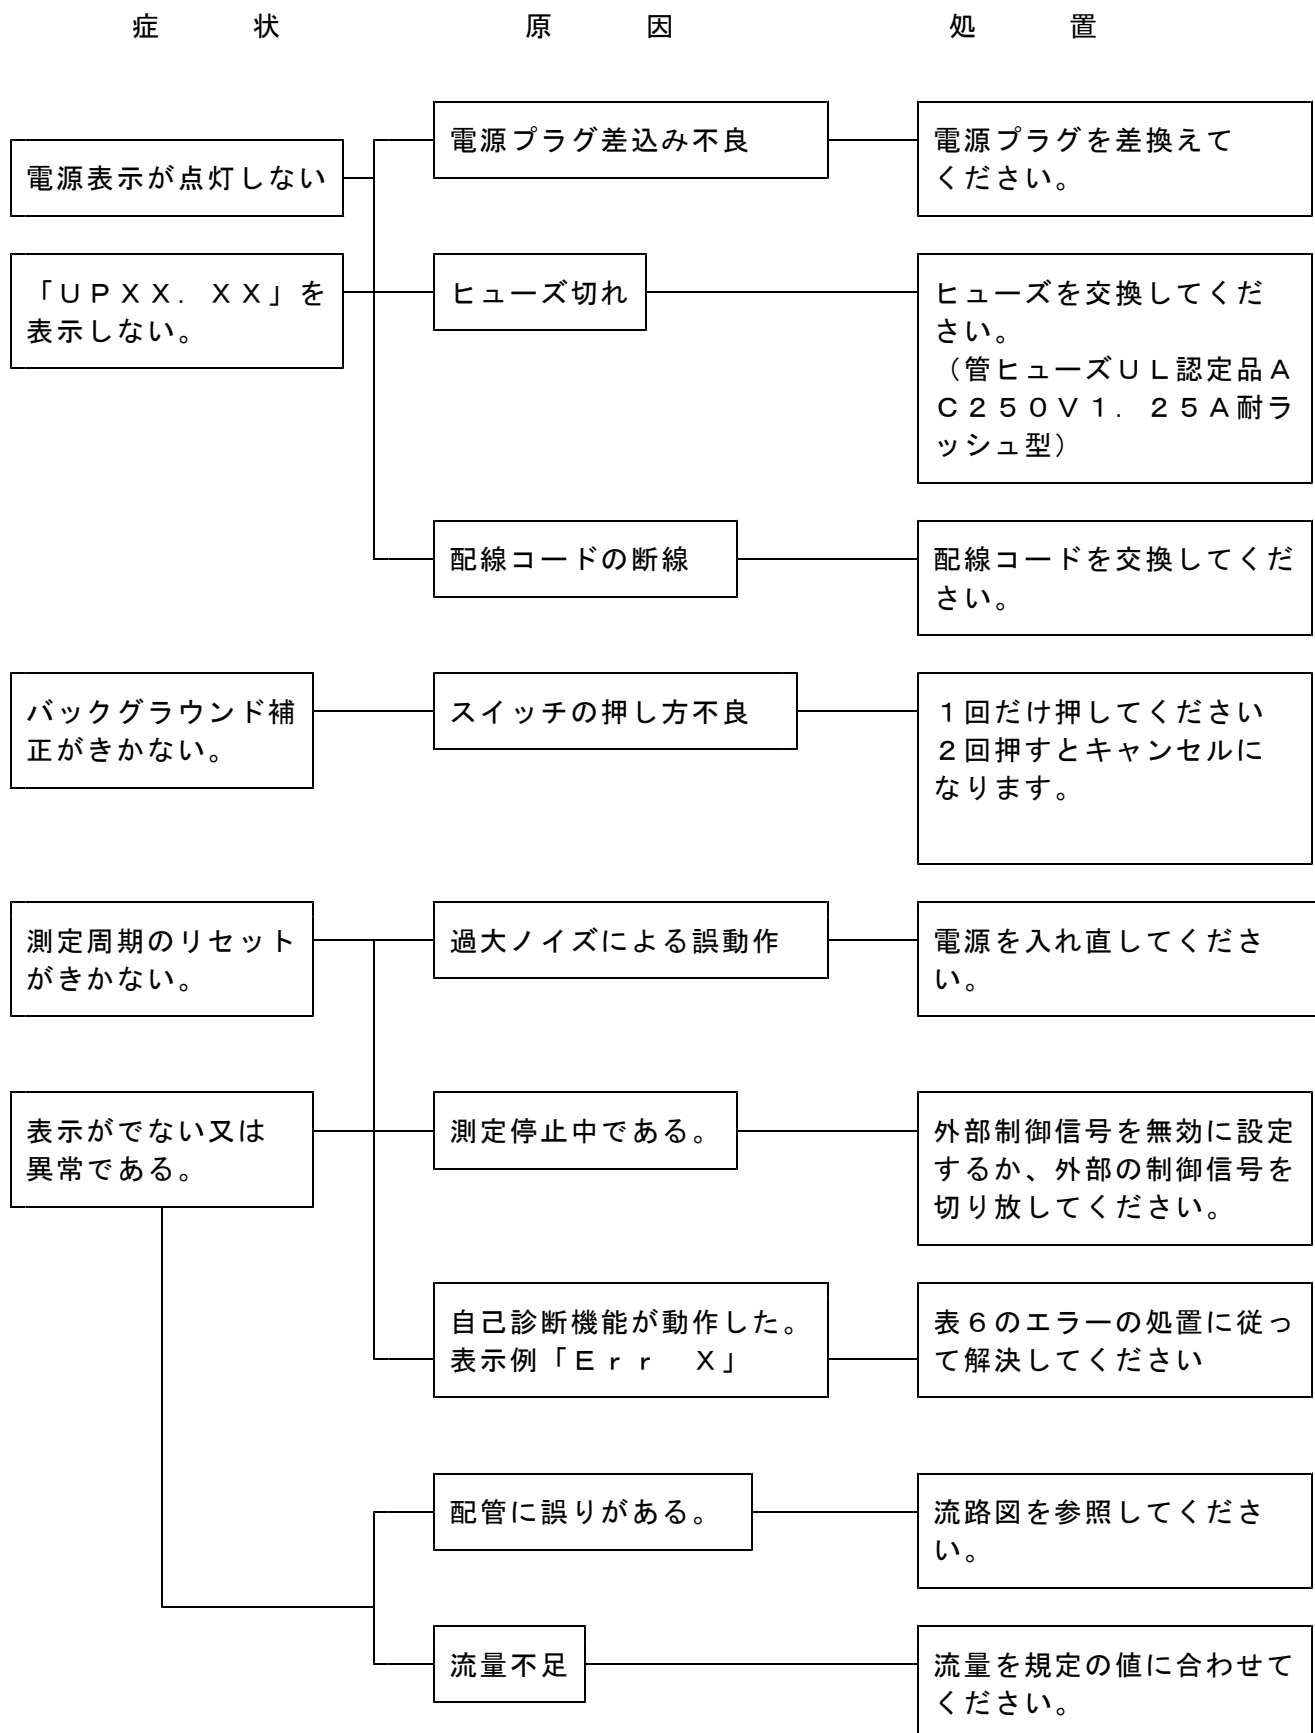 症　状　原　因　処　置
電源表示が点灯しない
電源プラグ差込み不良
電源プラグを差換えて
ください。
「ＵＰＸＸ．ＸＸ」を
表示しない。
ヒューズ切れ
ヒューズを交換してくだ
さい。
（管ヒューズＵＬ認定品Ａ
Ｃ２５０Ｖ１．２５Ａ耐ラ
ッシュ型）
配線コードの断線
配線コードを交換してくだ
さい。
バックグラウンド補
正がきかない。
スイッチの押し方不良
１回だけ押してください
２回押すとキャンセルに
なります。
測定周期のリセット
がきかない。
過大ノイズによる誤動作
電源を入れ直してくださ
い。
表示がでない又は
異常である。
測定停止中である。
外部制御信号を無効に設定
するか、外部の制御信号を
切り放してください。
自己診断機能が動作した。
表示例「Ｅｒｒ　Ｘ」
表６のエラーの処置に従っ
て解決してください
配管に誤りがある。
流路図を参照してくださ
い。
流量不足
流量を規定の値に合わせて
ください。